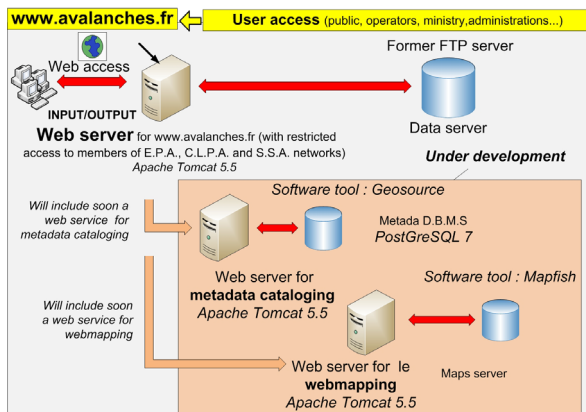 www.avalanches.fr
User access (public, operators, ministry,administrations...)
Web access
Former FTP server
INPUT/OUTPUT
Data server
Web server for www.avalanches.fr (with restricted
access to members of E.P.A., C.L.P.A. and S.S.A. networks)
Apache Tomcat 5.5
Under development
Software tool : Geosource
Will include soon a
web service for
metadata cataloging
Metada D.B.M.S
PostGreSQL 7
Web server for
metadata cataloging
Apache Tomcat 5.5
Software tool : Mapfish
Will include soon
a web service for
webmapping
Web server for le
webmapping
Apache Tomcat 5.5
Maps server